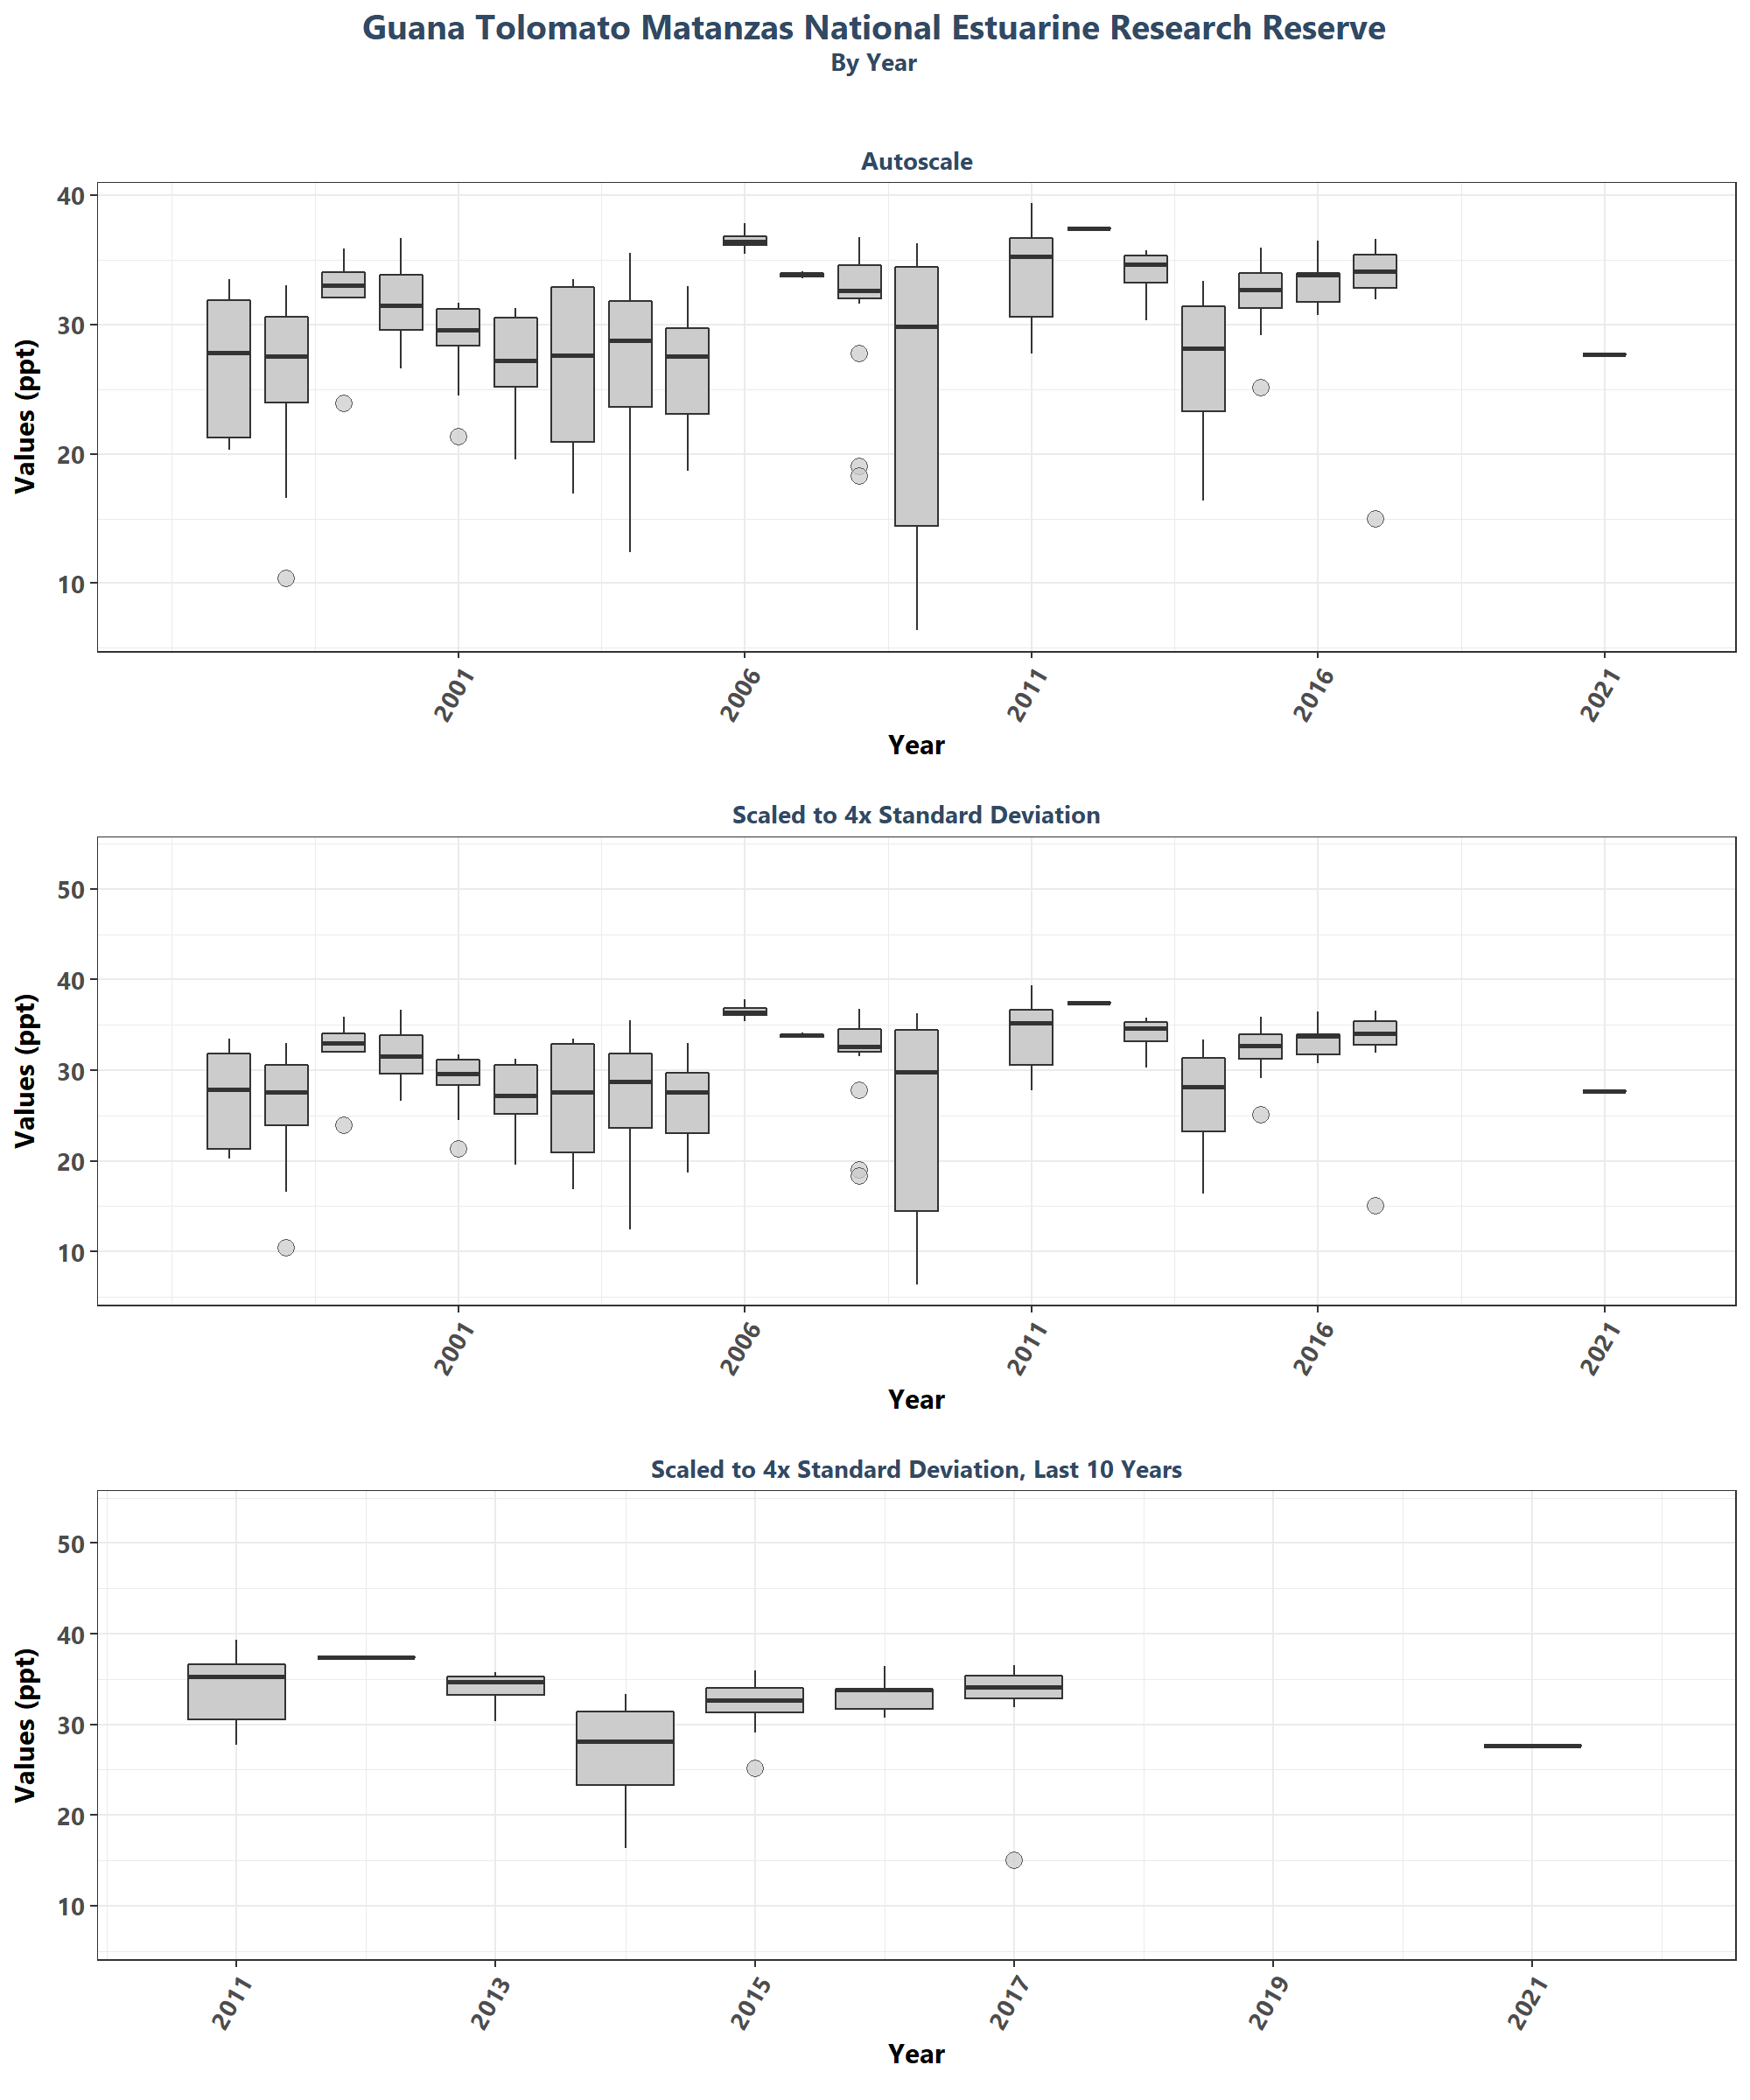 Guana Tolomato Matanzas National Estuarine Research Reserve
By Year
Autoscale
Values (ppt)
40
30
20
10
2001 2006 2011 2016 2021
Year
Scaled to 4x Standard Deviation
Values (ppt)
50
40
30
20
10
2001 2006 2011 2016 2021
Year
Scaled to 4x Standard Deviation, Last 10 Years
Values (ppt)
50
40
30
20
10
2011 2013 2015 2017 2019 2021
Year